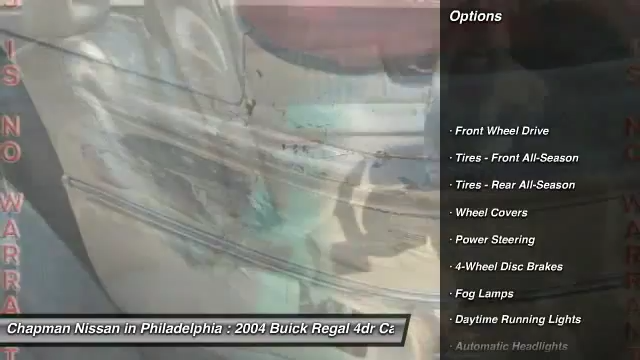 Options
· Front Wheel Drive
· Tires - Front All-Season
· Tires - Rear All-Season
· Wheel Covers
· Power Steering
· 4-Wheel Disc Brakes
· Fog Lamps
· Daytime Running Lights
· Automatic Headlights
IS NO WARRANT
Chapman Nissan in Philadelphia : 2004 Buick Regal 4dr Ca